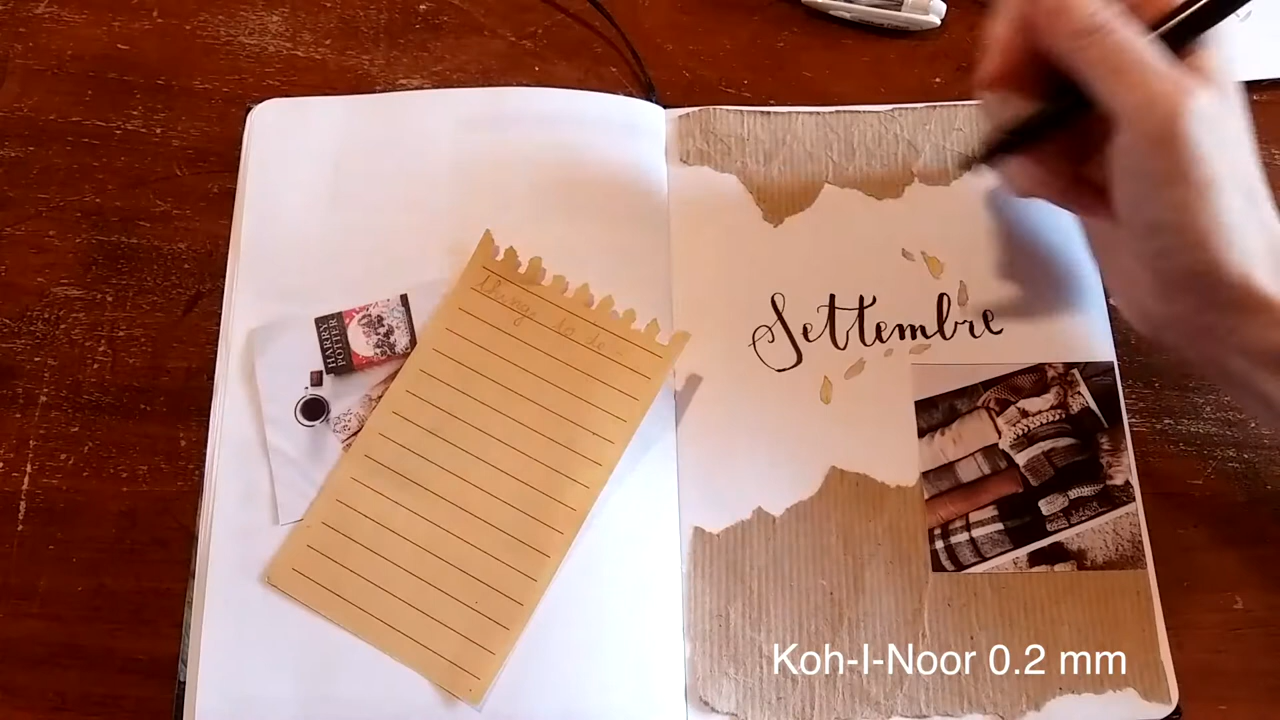 HARRY
POTTER
things to do -
Settembre
Koh-I-Noor 0.2 mm